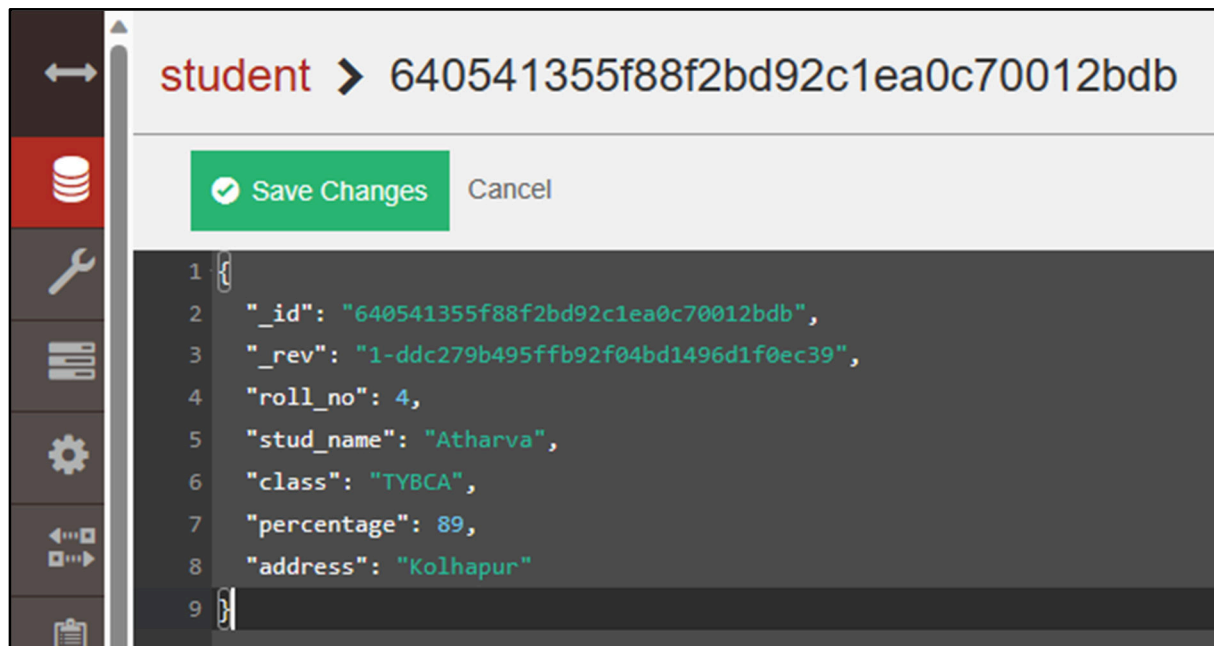 student > 640541355f88f2bd92c1ea0c70012bdb
Save Changes Cancel
1 {
2 "_id": "640541355f88f2bd92c1ea0c70012bdb",
3 "_rev": "1-ddc279b495ffb92f04bd1496d1f0ec39",
4 "roll_no": 4,
5 "stud_name": "Atharva",
6 "class": "TYBCA",
7 "percentage": 89,
8 "address": "Kolhapur"
9 }